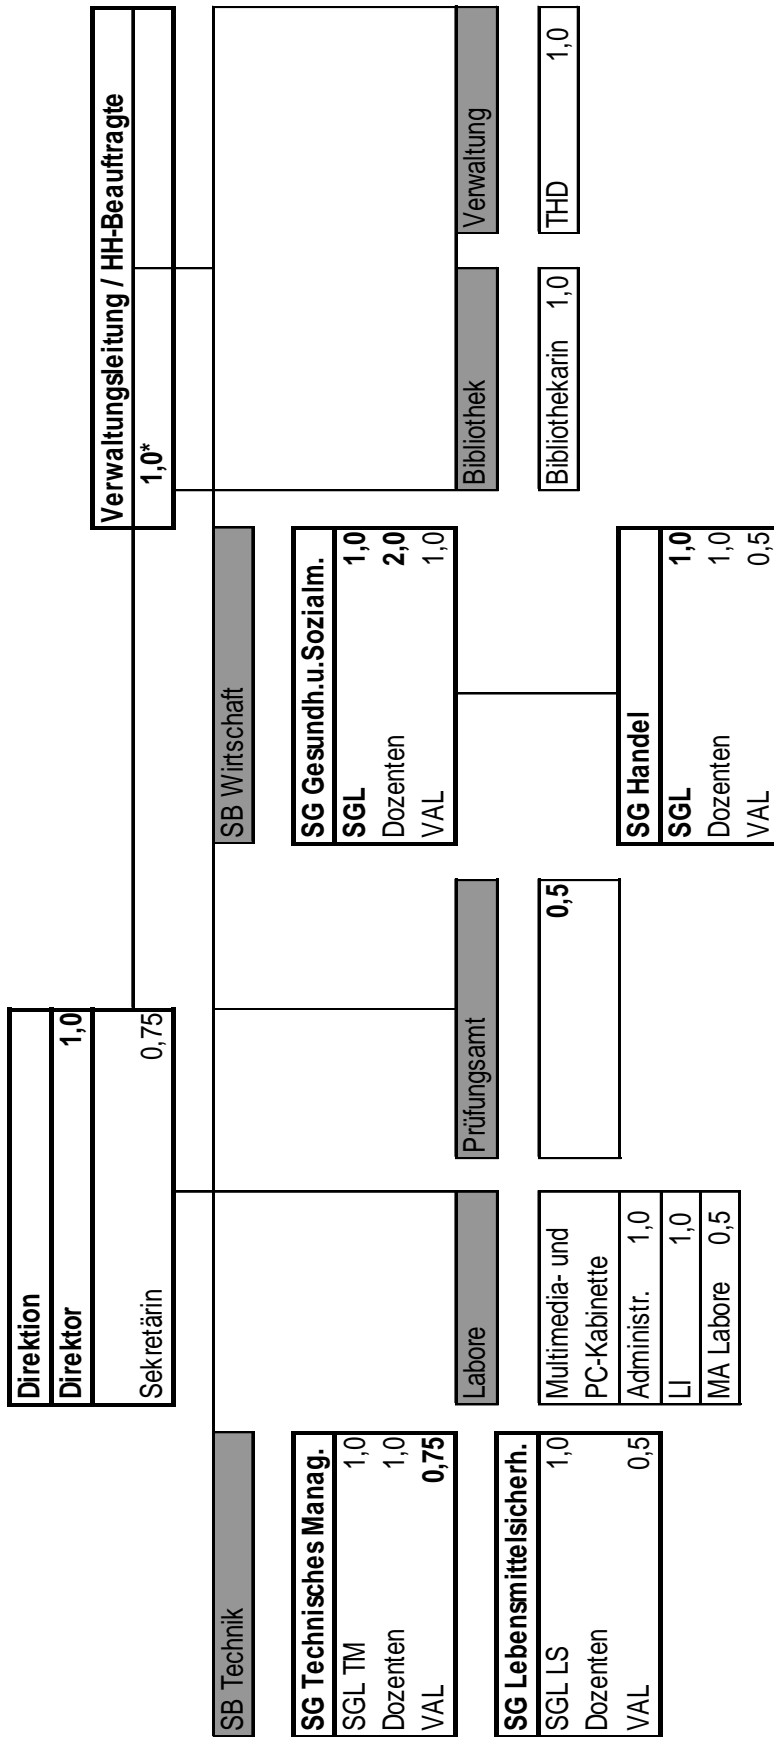 Direktion
Direktor 1,0
Sekretärin 0,75
Verwaltungsleitung / HH-Beauftragte
1,0*
SB Technik
SG Technisches Manag.
SGL TM 1,0
Dozenten 1,0
VAL 0,75
SG Lebensmittelsicherh.
SGL LS 1,0
Dozenten
VAL 0,5
Labore
Multimedia- und
PC-Kabinette
Administr. 1,0
LI 1,0
MA Labore 0,5
Prüfungsamt
0,5
SB Wirtschaft
SG Gesundh.u.Sozialm.
SGL 1,0
Dozenten 2,0
VAL 1,0
SG Handel
SGL 1,0
Dozenten 1,0
VAL 0,5
Bibliothek
Bibliothekarin 1,0
Verwaltung
THD 1,0